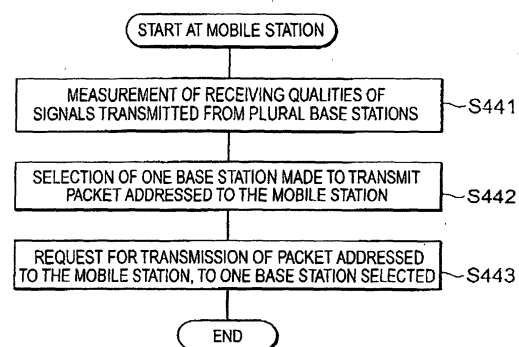 START AT MOBILE STATION
MEASUREMENT OF RECEIVING QUALITIES OF
SIGNALS TRANSMITTED FROM PLURAL BASE STATIONS
S441
SELECTION OF ONE BASE STATION MADE TO TRANSMIT
PACKET ADDRESSED TO THE MOBILE STATION
S442
REQUEST FOR TRANSMISSION OF PACKET ADDRESSED
TO THE MOBILE STATION, TO ONE BASE STATION SELECTED
S443
END